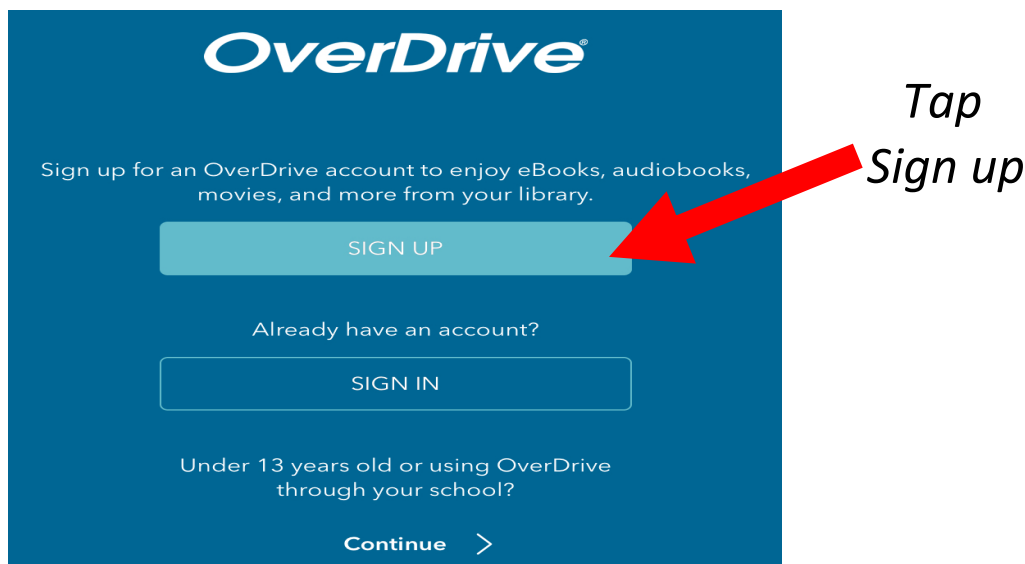 OverDrive®
Tap
Sign up
Sign up for an OverDrive account to enjoy eBooks, audiobooks,
movies, and more from your library.
SIGN UP
Already have an account?
SIGN IN
Under 13 years old or using OverDrive
through your school?
Continue >